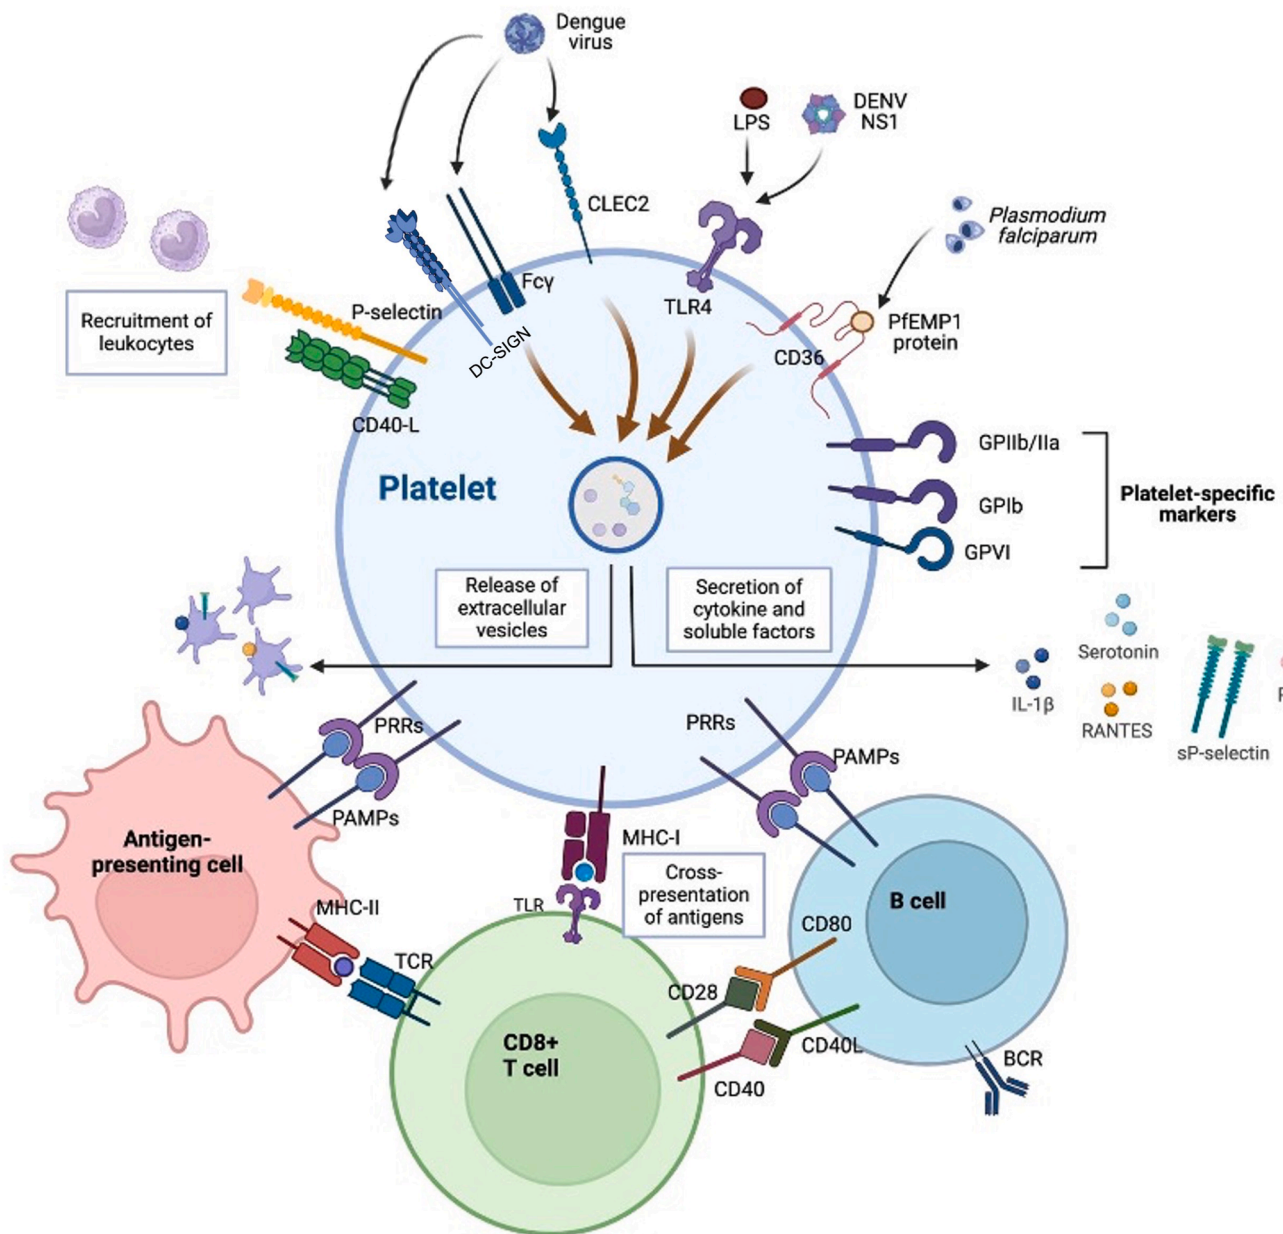 Dengue
virus
LPS
DENV
NS1
CLEC2
Plasmodium
falciparum
Recruitment of
leukocytes
P-selectin
Fcγ
DC-SIGN
TLR4
CD36
PfEMP1
protein
CD40-L
Platelet
GPIIb/IIa
GPIb
GPVI
Platelet-specific
markers
Release of
extracellular
vesicles
Secretion of
cytokine and
soluble factors
Serotonin
IL-1β
RANTES
sP-selectin
PRRs
PAMPs
PRRs
PAMPs
Antigen-
presenting cell
MHC-I
Cross-
presentation
of antigens
TLR
MHC-II
TCR
B cell
CD80
CD28
CD40L
CD40
BCR
CD8+
T cell